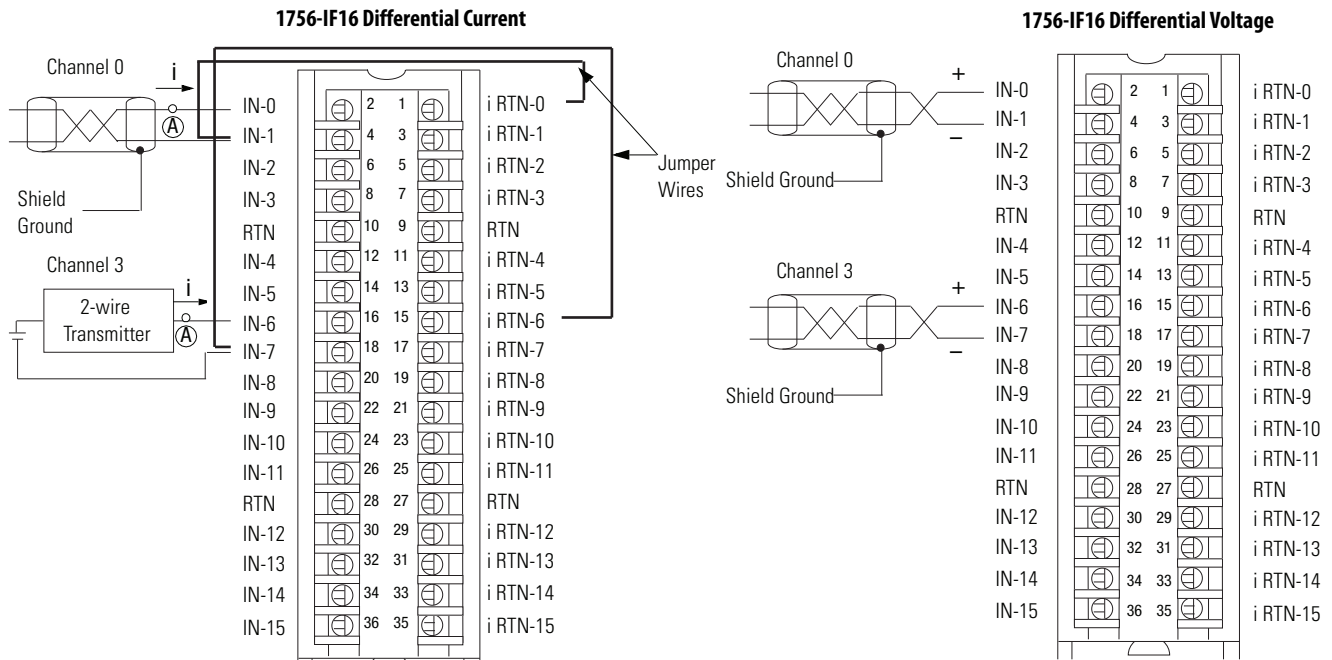 1756-IF16 Differential Current
Channel 0
i
A
Shield
Ground
Channel 3
i
2-wire
Transmitter
A
Jumper
Wires
IN-0 2 1 i RTN-0
IN-1 4 3 i RTN-1
IN-2 6 5 i RTN-2
IN-3 8 7 i RTN-3
RTN 10 9 RTN
IN-4 12 11 i RTN-4
IN-5 14 13 i RTN-5
IN-6 16 15 i RTN-6
IN-7 18 17 i RTN-7
IN-8 20 19 i RTN-8
IN-9 22 21 i RTN-9
IN-10 24 23 i RTN-10
IN-11 26 25 i RTN-11
RTN 28 27 RTN
IN-12 30 29 i RTN-12
IN-13 32 31 i RTN-13
IN-14 34 33 i RTN-14
IN-15 36 35 i RTN-15
1756-IF16 Differential Voltage
Channel 0
+
–
Shield Ground
Channel 3
+
–
Shield Ground
IN-0 2 1 i RTN-0
IN-1 4 3 i RTN-1
IN-2 6 5 i RTN-2
IN-3 8 7 i RTN-3
RTN 10 9 RTN
IN-4 12 11 i RTN-4
IN-5 14 13 i RTN-5
IN-6 16 15 i RTN-6
IN-7 18 17 i RTN-7
IN-8 20 19 i RTN-8
IN-9 22 21 i RTN-9
IN-10 24 23 i RTN-10
IN-11 26 25 i RTN-11
RTN 28 27 RTN
IN-12 30 29 i RTN-12
IN-13 32 31 i RTN-13
IN-14 34 33 i RTN-14
IN-15 36 35 i RTN-15